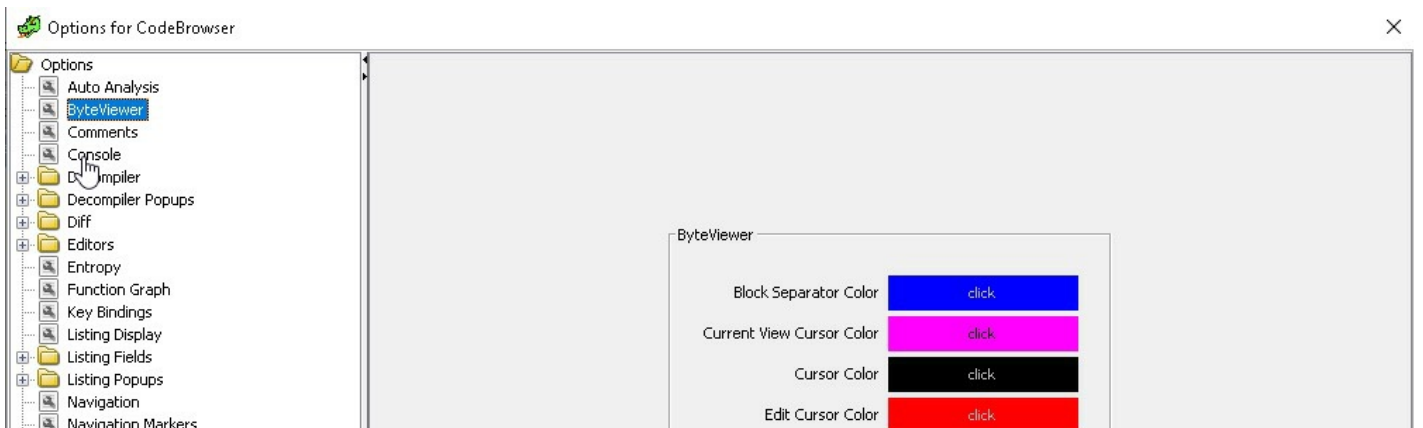 Options for CodeBrowser
Options
Auto Analysis
ByteViewer
Comments
Console
Decompiler Popups
Diff
Editors
Entropy
Function Graph
Key Bindings
Listing Display
Listing Fields
Listing Popups
Navigation
Navigation Markers
ByteViewer
Block Separator Color click
Current View Cursor Color click
Cursor Color click
Edit Cursor Color click